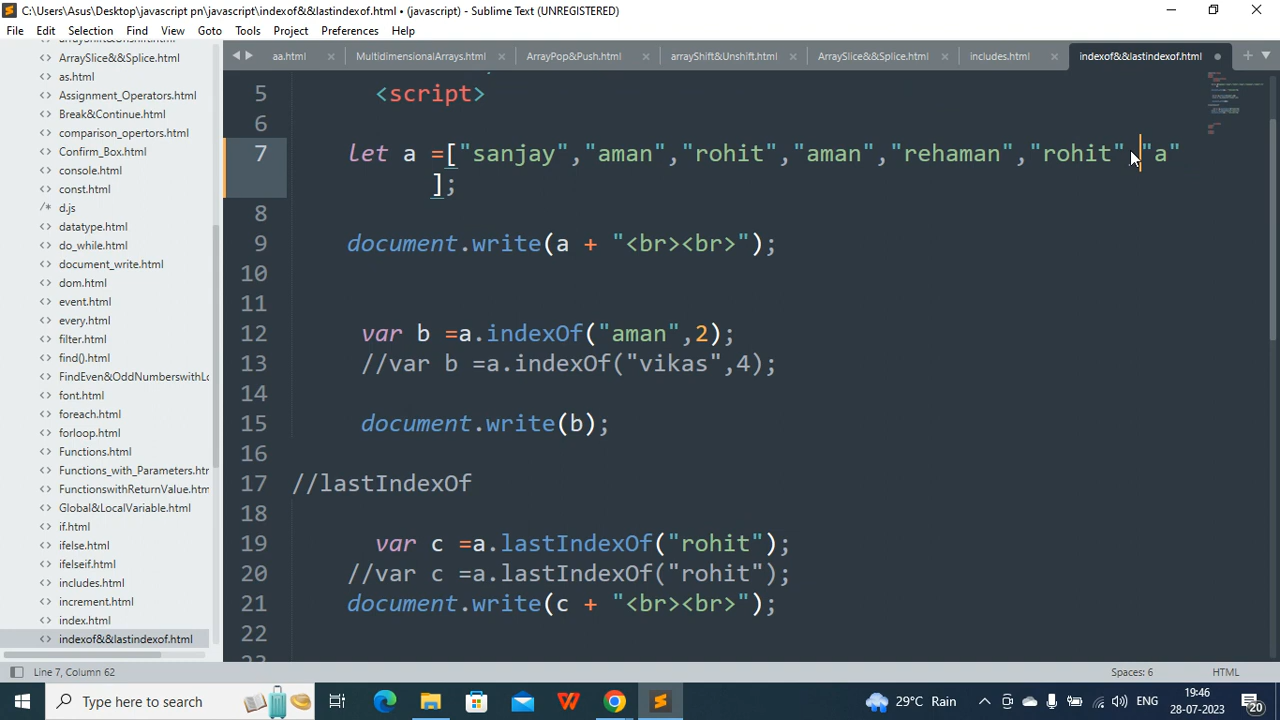 C:\Users\Asus\Desktop\javascript pn\javascript\indexof&&lastindexof.html • (javascript) - Sublime Text (UNREGISTERED)
File Edit Selection Find View Goto Tools Project Preferences Help
aa.html MultidimensionalArrays.html ArrayPop&Push.html arrayShift&Unshift.html ArraySlice&&Splice.html includes.html indexof&&lastindexof.html
ArraySlice&&Splice.html
as.html
Assignment_Operators.html
Break&Continue.html
comparison_opertors.html
Confirm_Box.html
console.html
const.html
/* d.js
datatype.html
do_while.html
document_write.html
dom.html
event.html
every.html
filter.html
find().html
FindEven&OddNumberswithLo
font.html
foreach.html
forloop.html
Functions.html
Functions_with_Parameters.htr
FunctionswithReturnValue.htm
Global&LocalVariable.html
if.html
ifelse.html
ifelseif.html
includes.html
increment.html
index.html
indexof&&lastindexof.html
5 <script>
6
7 let a =["sanjay","aman","rohit","aman","rehaman","rohit","a"
];
8
9 document.write(a + "<br><br>");
10
11
12 var b =a.indexOf("aman",2);
13 //var b =a.indexOf("vikas",4);
14
15 document.write(b);
16
17 //lastIndexOf
18
19 var c =a.lastIndexOf("rohit");
20 //var c =a.lastIndexOf("rohit");
21 document.write(c + "<br><br>");
22
Line 7, Column 62 Spaces: 6 HTML
Type here to search 29°C Rain ENG 19:46
28-07-2023 20